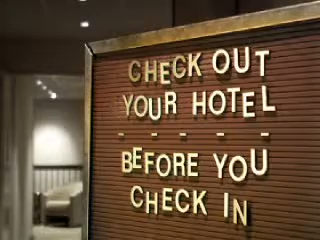 CHECK OUT
YOUR HOTEL
- - - - -
BEFORE YOU
CHECK IN